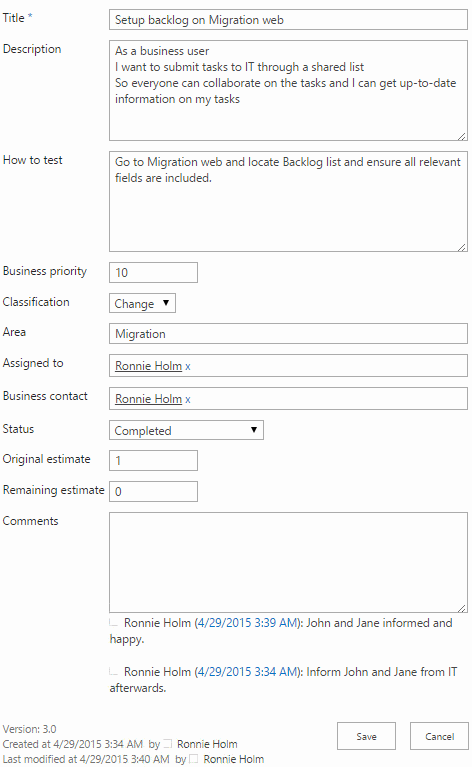 Title *
Setup backlog on Migration web
Description
As a business user
I want to submit tasks to IT through a shared list
So everyone can collaborate on the tasks and I can get up-to-date
information on my tasks
How to test
Go to Migration web and locate Backlog list and ensure all relevant
fields are included.
Business priority
10
Classification
Change
Area
Migration
Assigned to
Ronnie Holm x
Business contact
Ronnie Holm x
Status
Completed
Original estimate
1
Remaining estimate
0
Comments
Ronnie Holm (4/29/2015 3:39 AM): John and Jane informed and
happy.
Ronnie Holm (4/29/2015 3:34 AM): Inform John and Jane from IT
afterwards.
Version: 3.0
Created at 4/29/2015 3:34 AM by Ronnie Holm
Last modified at 4/29/2015 3:40 AM by Ronnie Holm
Save
Cancel